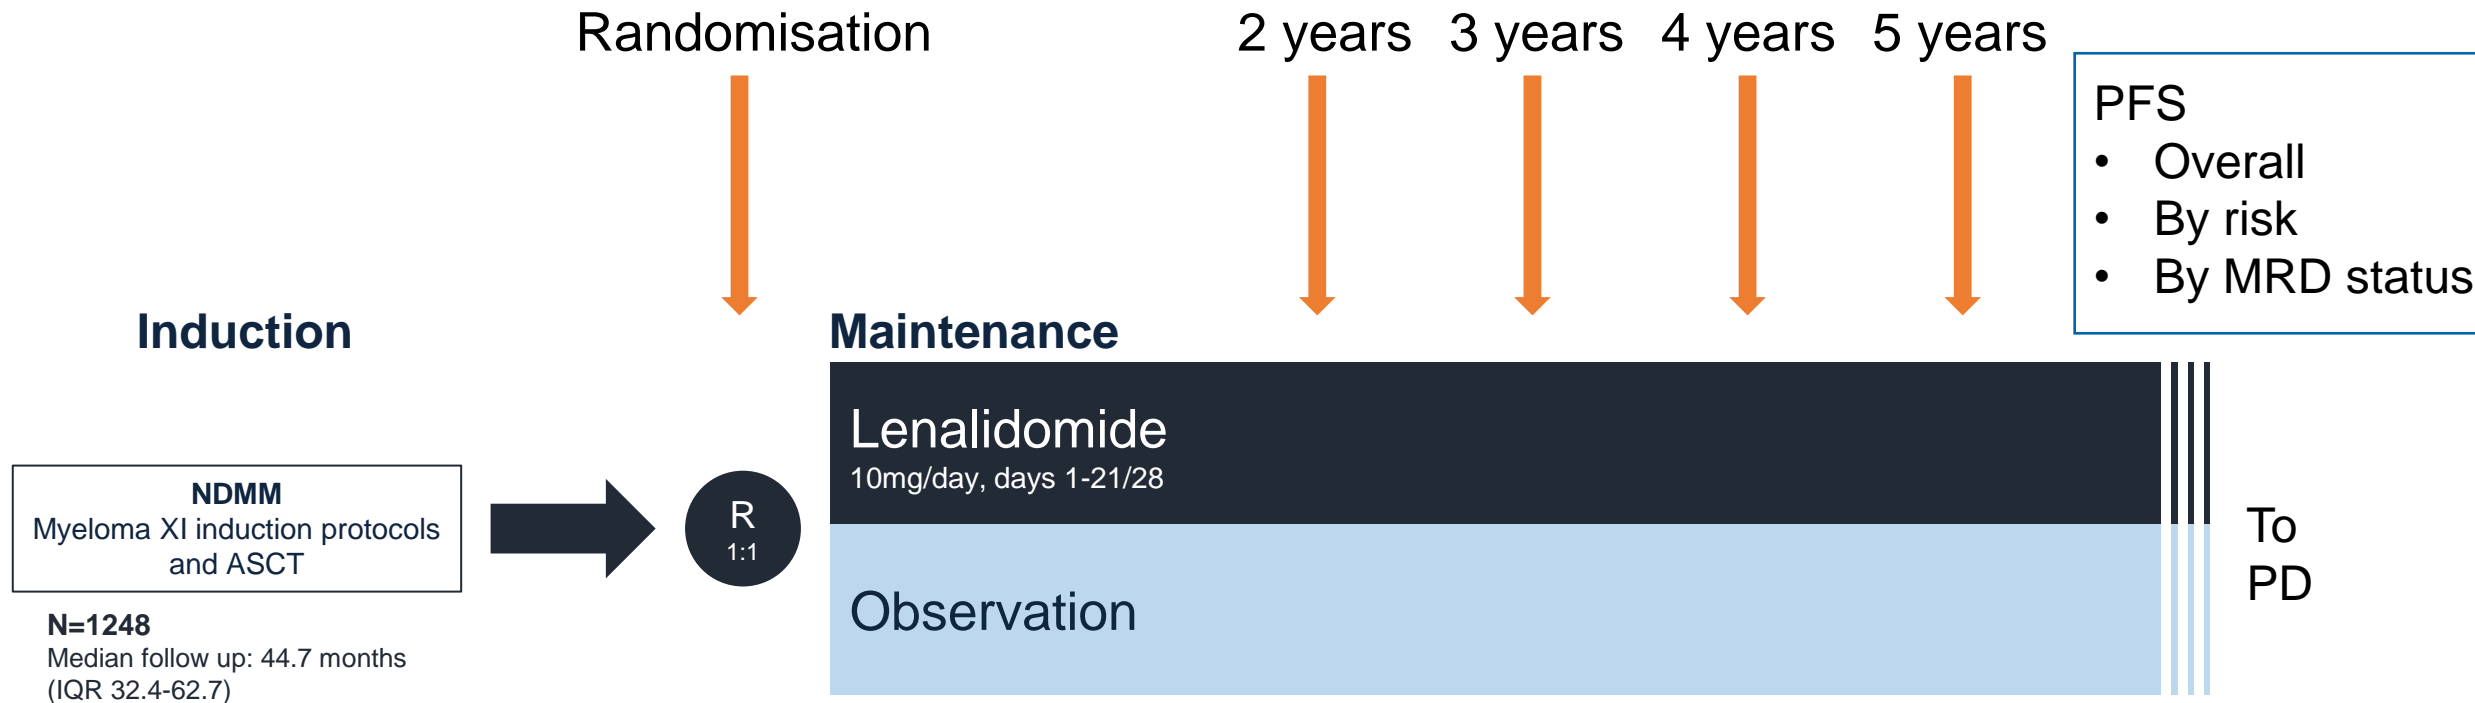 Randomisation
2 years
3 years
4 years
5 years
PFS
• Overall
• By risk
• By MRD status
Induction
Maintenance
NDMM
Myeloma XI induction protocols
and ASCT
N=1248
Median follow up: 44.7 months
(IQR 32.4-62.7)
R
1:1
Lenalidomide
10mg/day, days 1-21/28
Observation
To
PD